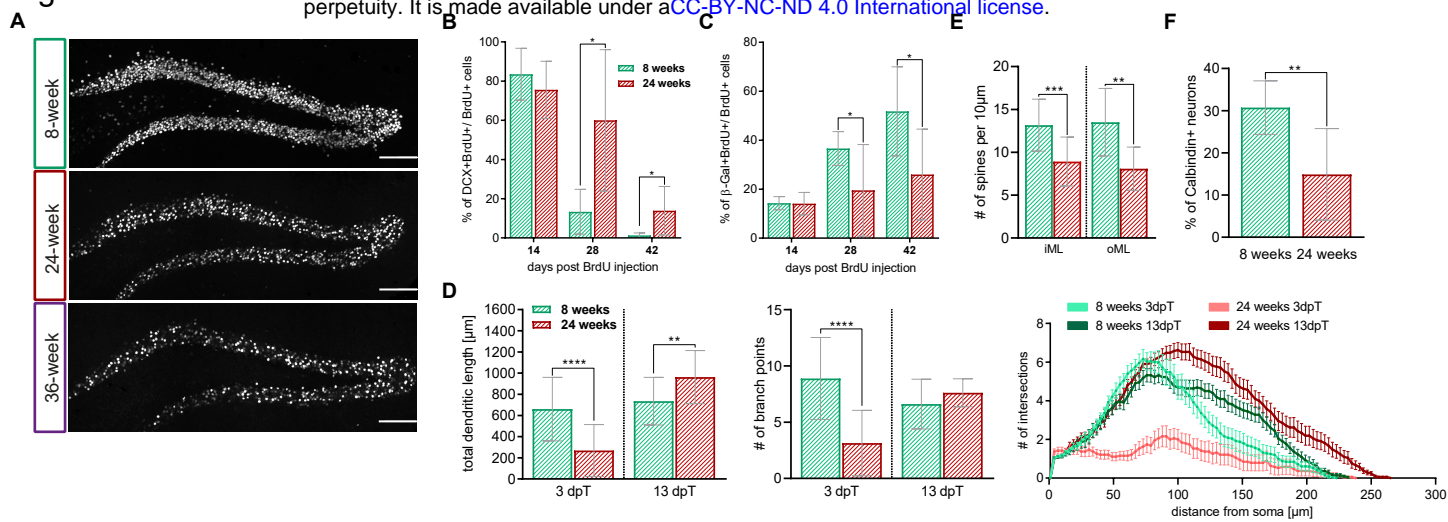 perpetuity. It is made available under aCC-BY-NC-ND 4.0 International license.
A
8-week
24-week
36-week
B
% of DCX+BrdU+/ BrdU+ cells
100
80
60
40
20
0
*
*
8 weeks
24 weeks
14 28 42
days post BrdU injection
C
% of β-Gal+BrdU+/ BrdU+ cells
80
60
40
20
0
*
*
14 28 42
days post BrdU injection
E
# of spines per 10µm
20
15
10
5
0
***
**
iML oML
F
% of Calbindin+ neurons
40
30
20
10
0
**
8 weeks 24 weeks
D
total dendritic length [µm]
1600
1400
1200
1000
800
600
400
200
0
8 weeks
24 weeks
****
**
3 dpT 13 dpT
# of branch points
15
10
5
0
****
3 dpT 13 dpT
8 weeks 3dpT 24 weeks 3dpT
8 weeks 13dpT 24 weeks 13dpT
# of intersections
8
6
4
2
0
0 50 100 150 200 250 300
distance from soma [µm]